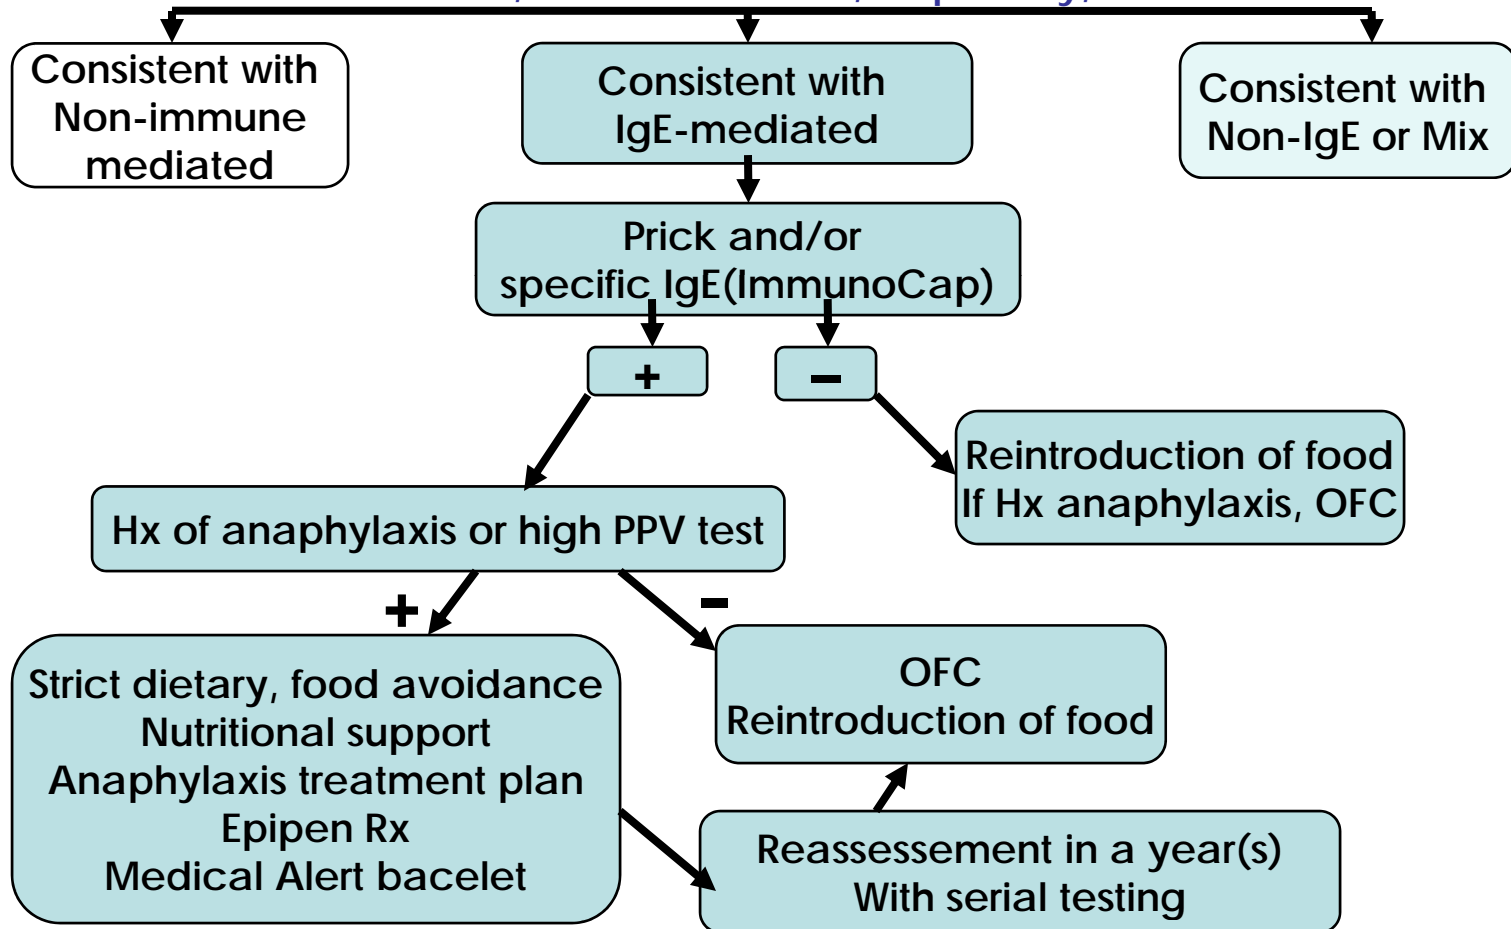 Consistent with
Non-immune
mediated
Consistent with
IgE-mediated
Consistent with
Non-IgE or Mix
Prick and/or
specific IgE(ImmunoCap)
+
–
Reintroduction of food
If Hx anaphylaxis, OFC
Hx of anaphylaxis or high PPV test
+
–
Strict dietary, food avoidance
Nutritional support
Anaphylaxis treatment plan
Epipen Rx
Medical Alert bacelet
OFC
Reintroduction of food
Reassessement in a year(s)
With serial testing